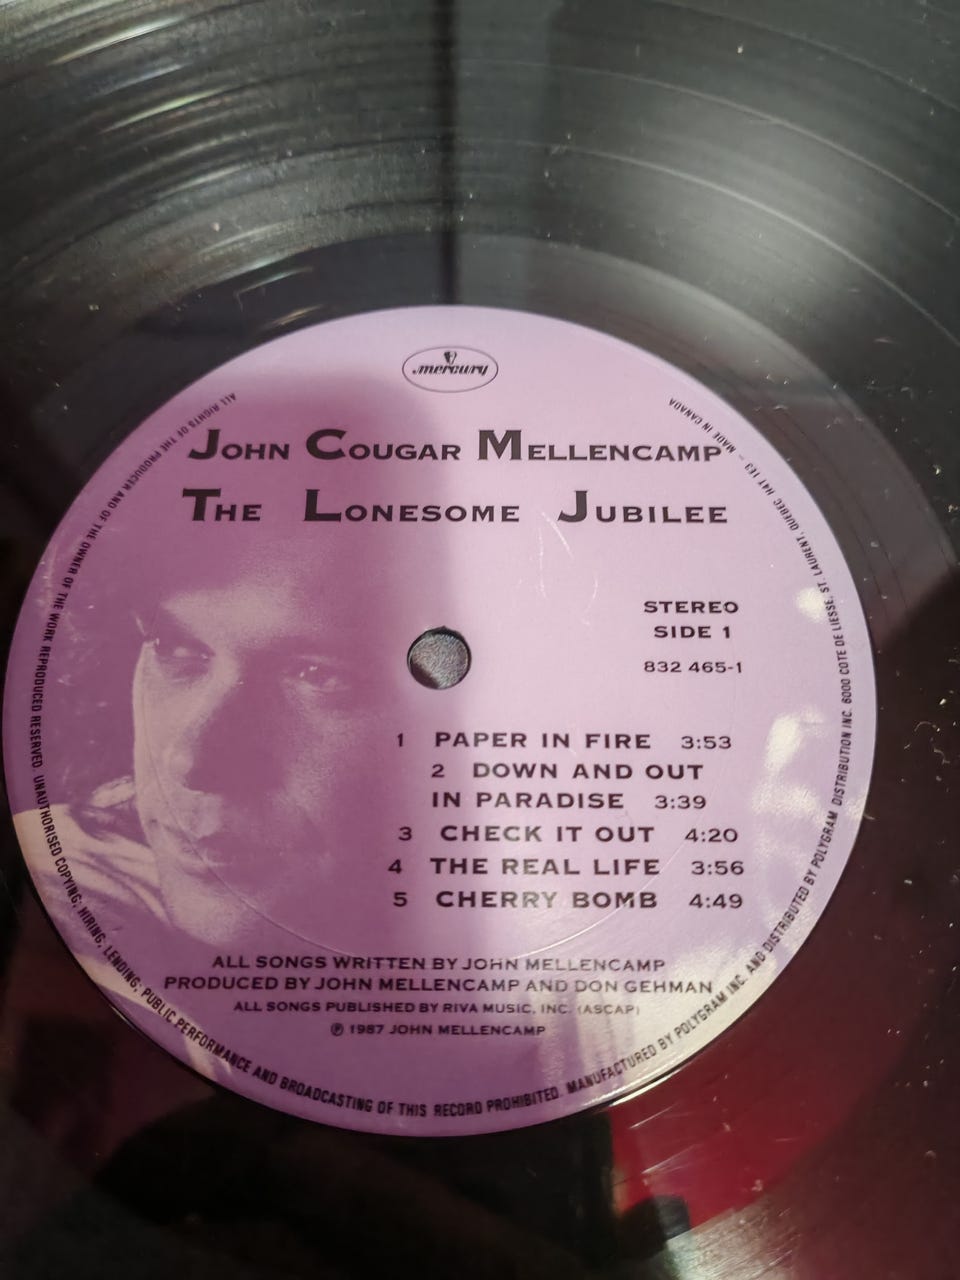 mercury
JOHN COUGAR MELLENCAMP
THE LONESOME JUBILEE
STEREO
SIDE 1
832 465-1
1 PAPER IN FIRE 3:53
2 DOWN AND OUT
IN PARADISE 3:39
3 CHECK IT OUT 4:20
4 THE REAL LIFE 3:56
5 CHERRY BOMB 4:49
ALL SONGS WRITTEN BY JOHN MELLENCAMP
PRODUCED BY JOHN MELLENCAMP AND DON GEHMAN
ALL SONGS PUBLISHED BY RIVA MUSIC, INC. (ASCAP)
℗ 1987 JOHN MELLENCAMP
ALL RIGHTS OF THE PRODUCER AND OF THE OWNER OF THE WORK REPRODUCED RESERVED. UNAUTHORISED COPYING, HIRING, LENDING, PUBLIC PERFORMANCE AND BROADCASTING OF THIS RECORD PROHIBITED. MANUFACTURED BY POLYGRAM INC. AND DISTRIBUTED BY POLYGRAM DISTRIBUTION INC. 6000 COTE DE LIESSE, ST. LAURENT, QUEBEC H4T 1E3 – MADE IN CANADA